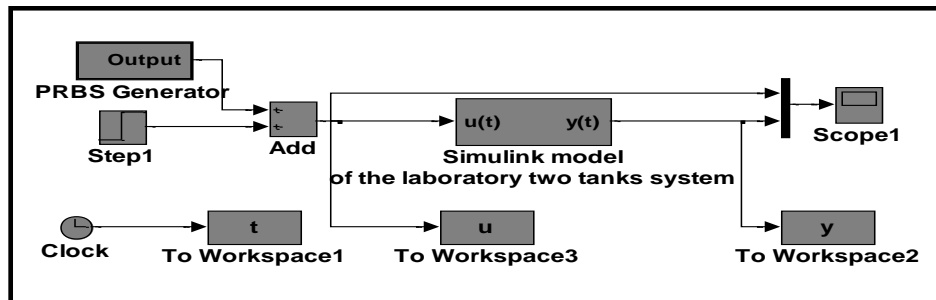 Output
PRBS Generator
Step1
+
+
Add
u(t) y(t)
Simulink model
of the laboratory two tanks system
Scope1
Clock
t
To Workspace1
u
To Workspace3
y
To Workspace2